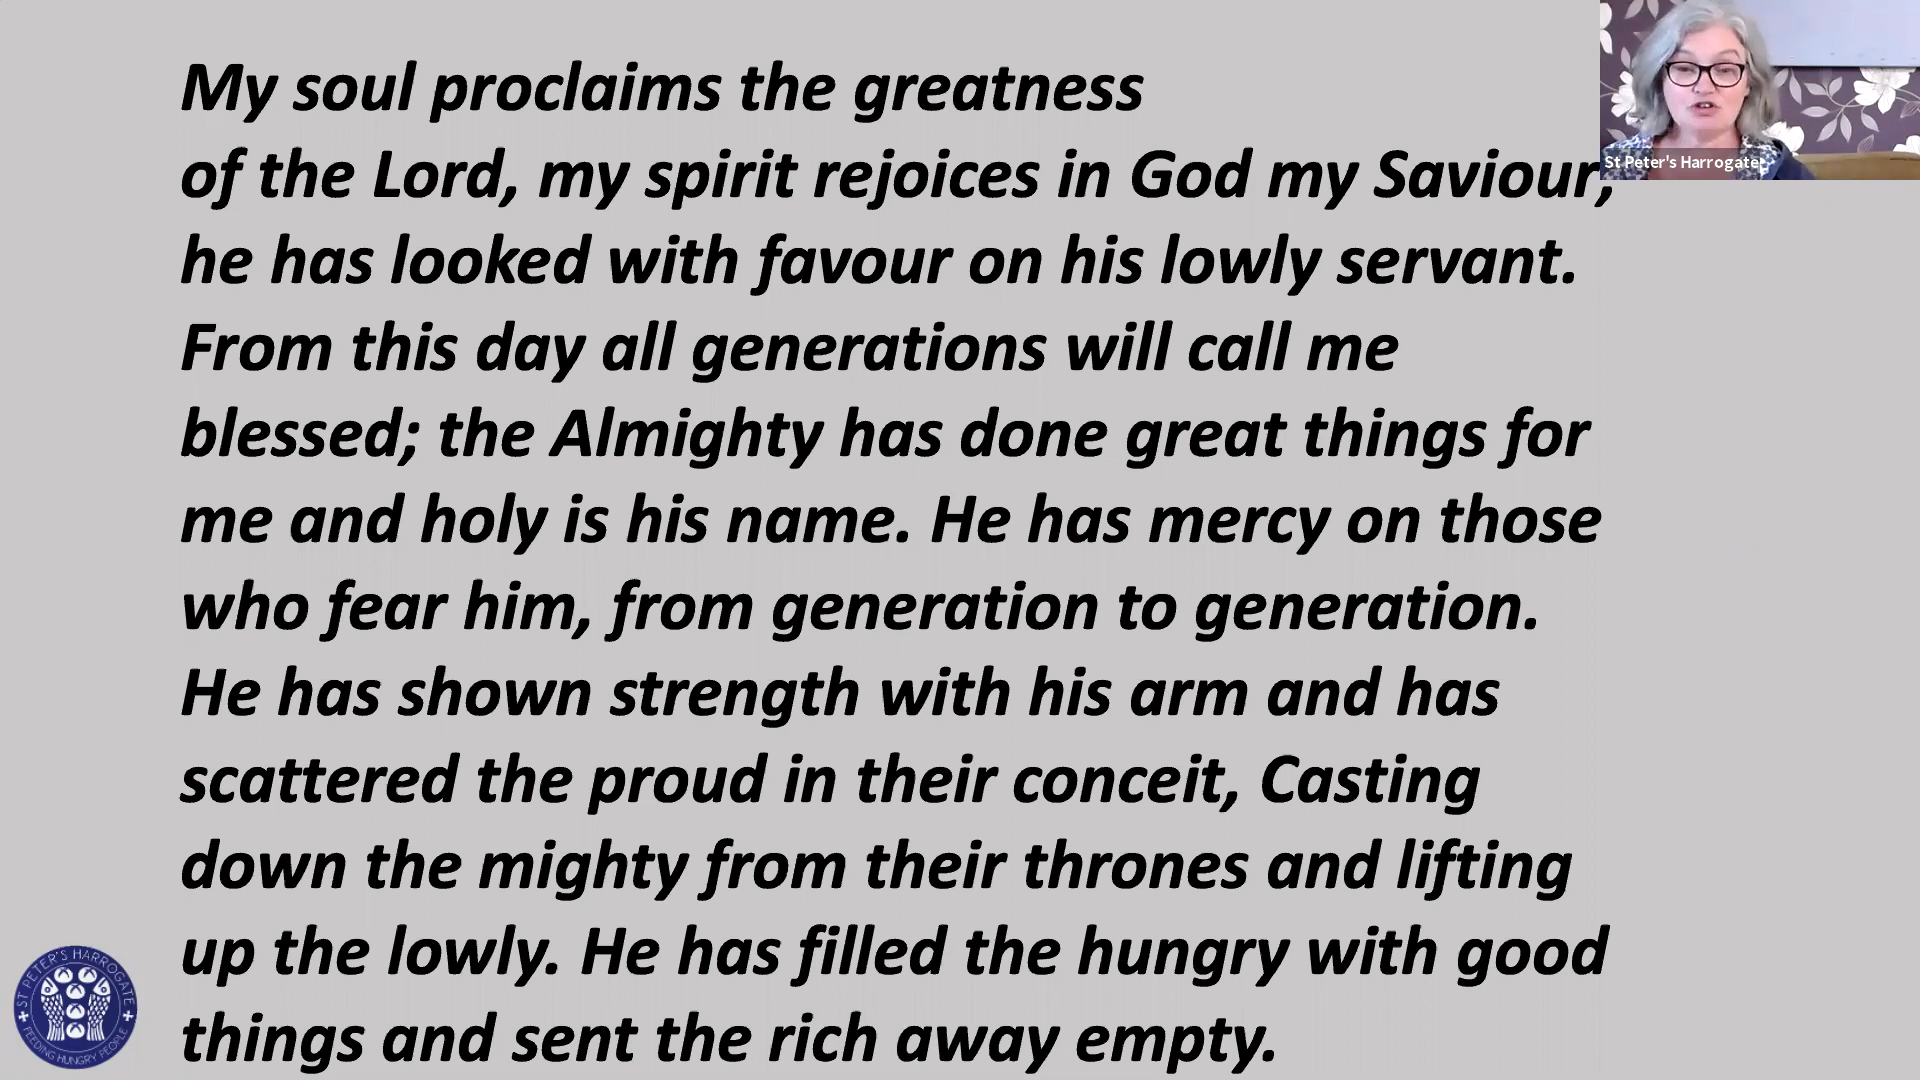 My soul proclaims the greatness
of the Lord, my spirit rejoices in God my Saviour,
he has looked with favour on his lowly servant.
From this day all generations will call me
blessed; the Almighty has done great things for
me and holy is his name. He has mercy on those
who fear him, from generation to generation.
He has shown strength with his arm and has
scattered the proud in their conceit, Casting
down the mighty from their thrones and lifting
up the lowly. He has filled the hungry with good
things and sent the rich away empty.
St Peter's Harrogate
ST PETER'S HARROGATE
FEEDING HUNGRY PEOPLE